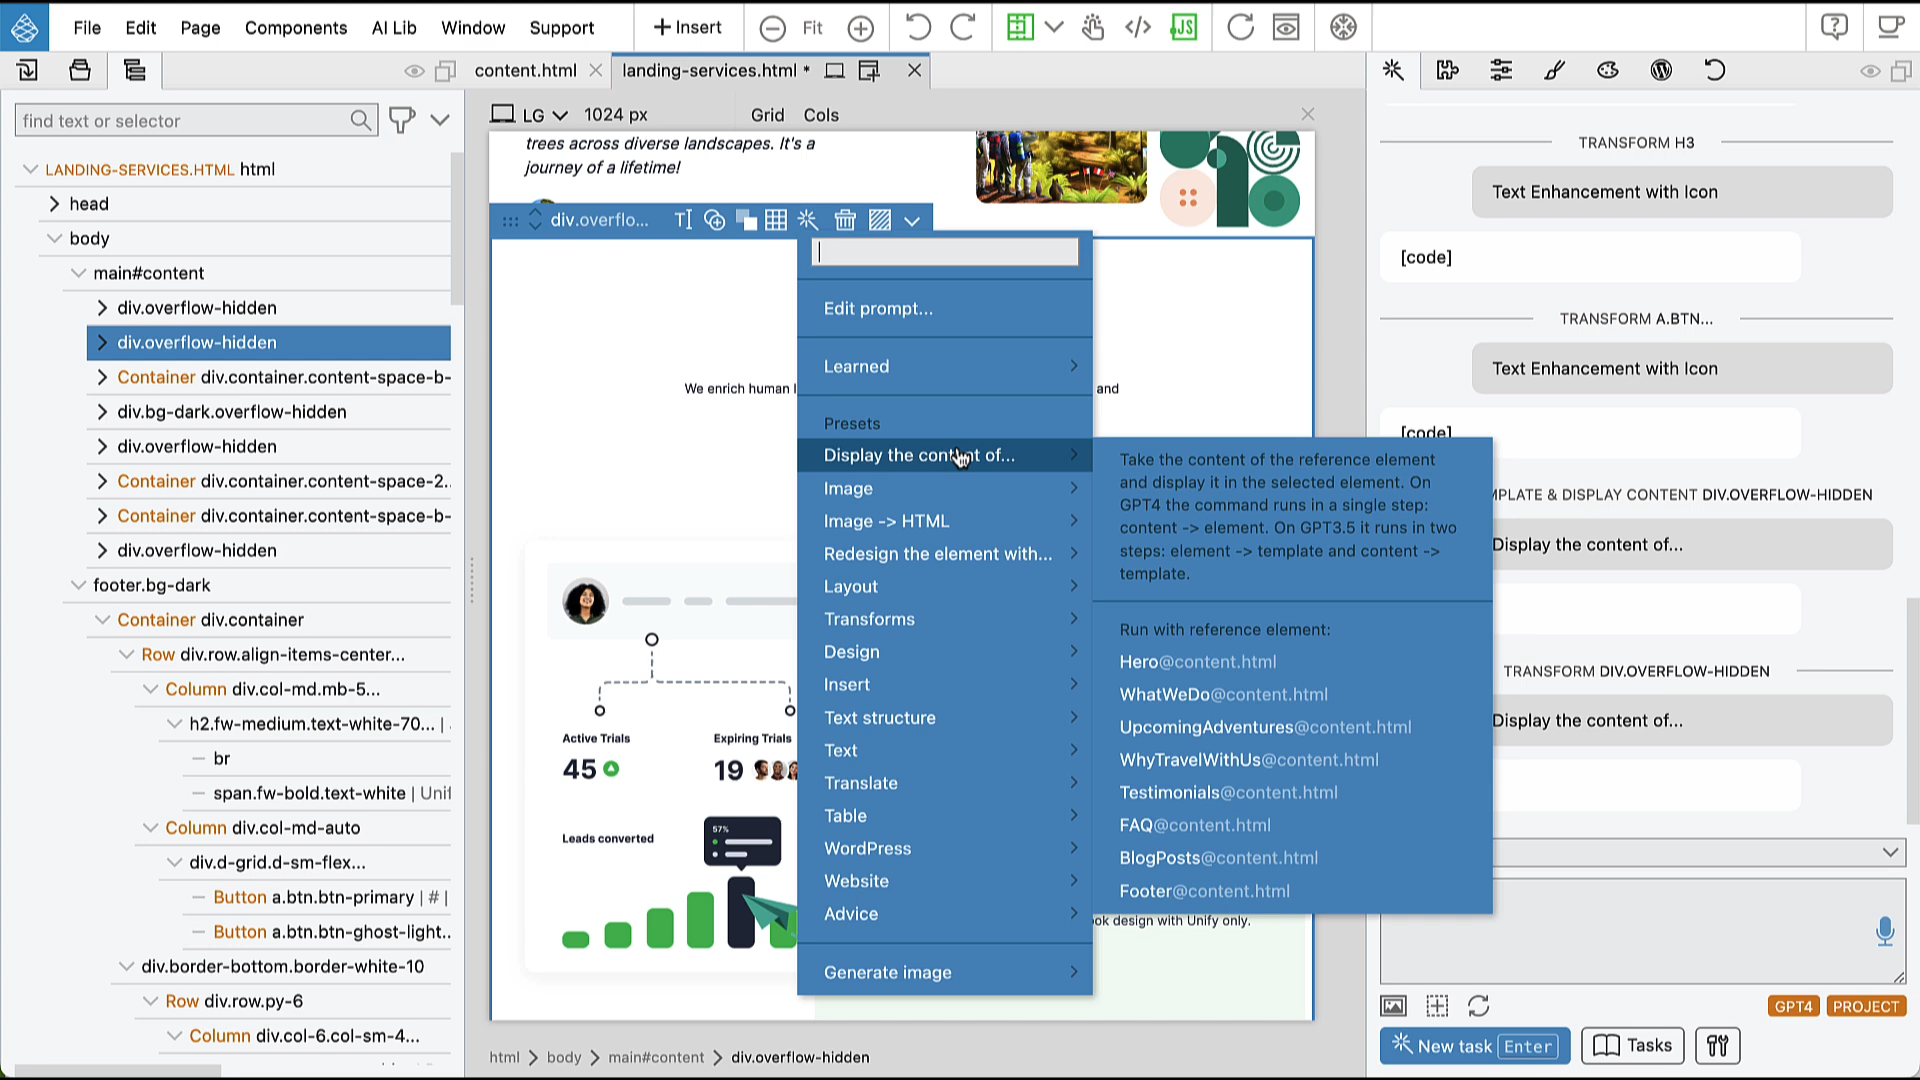 File Edit Page Components AI Lib Window Support Insert Fit
content.html landing-services.html *
LG 1024 px Grid Cols
find text or selector
LANDING-SERVICES.HTML html
head
body
main#content
div.overflow-hidden
div.overflow-hidden
Container div.container.content-space-b-
div.bg-dark.overflow-hidden
div.overflow-hidden
Container div.container.content-space-2..
Container div.container.content-space-b-
div.overflow-hidden
footer.bg-dark
Container div.container
Row div.row.align-items-center...
Column div.col-md.mb-5...
h2.fw-medium.text-white-70... |
br
span.fw-bold.text-white | Unif
Column div.col-md-auto
div.d-grid.d-sm-flex...
Button a.btn.btn-primary | # |
Button a.btn.btn-ghost-light..
div.border-bottom.border-white-10
Row div.row.py-6
Column div.col-6.col-sm-4...
trees across diverse landscapes. It's a
journey of a lifetime!
div.overflo...
We enrich human l
and
Active Trials
Expiring Trials
45
19
Leads converted
57%
ok design with Unify only.
Edit prompt...
Learned
Presets
Display the content of...
Image
Image -> HTML
Redesign the element with...
Layout
Transforms
Design
Insert
Text structure
Text
Translate
Table
WordPress
Website
Advice
Generate image
Take the content of the reference element
and display it in the selected element. On
GPT4 the command runs in a single step:
content -> element. On GPT3.5 it runs in two
steps: element -> template and content ->
template.
Run with reference element:
Hero@content.html
WhatWeDo@content.html
UpcomingAdventures@content.html
WhyTravelWithUs@content.html
Testimonials@content.html
FAQ@content.html
BlogPosts@content.html
Footer@content.html
html body main#content div.overflow-hidden
TRANSFORM H3
Text Enhancement with Icon
[code]
TRANSFORM A.BTN...
Text Enhancement with Icon
[code]
MPLATE & DISPLAY CONTENT DIV.OVERFLOW-HIDDEN
Display the content of...
TRANSFORM DIV.OVERFLOW-HIDDEN
Display the content of...
GPT4 PROJECT
New task Enter Tasks